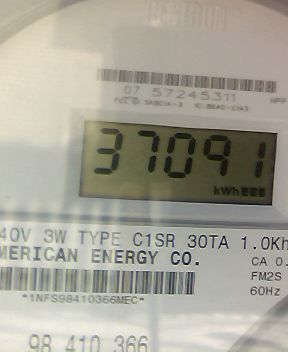 07 57245311
37091
kWh
40V 3W TYPE C1SR 30TA 1.0Kh
MERICAN ENERGY CO.
CA 0.
FM2S
60Hz
*1NFS98410366MEC*
98 410 366